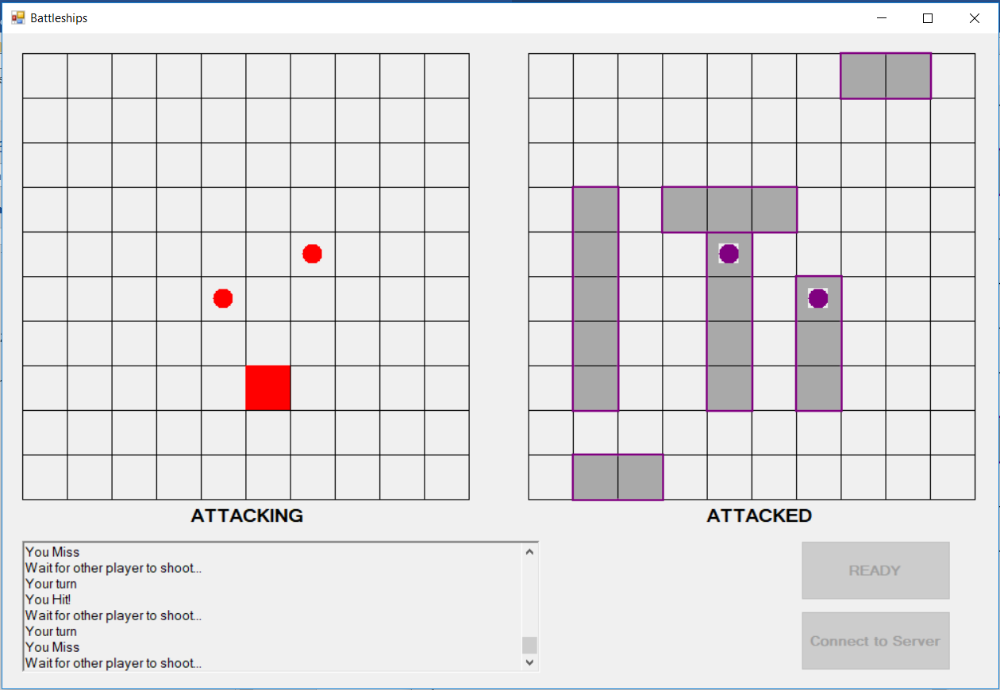 Battleships
ATTACKING
ATTACKED
You Miss
Wait for other player to shoot...
Your turn
You Hit!
Wait for other player to shoot...
Your turn
You Miss
Wait for other player to shoot...
READY
Connect to Server